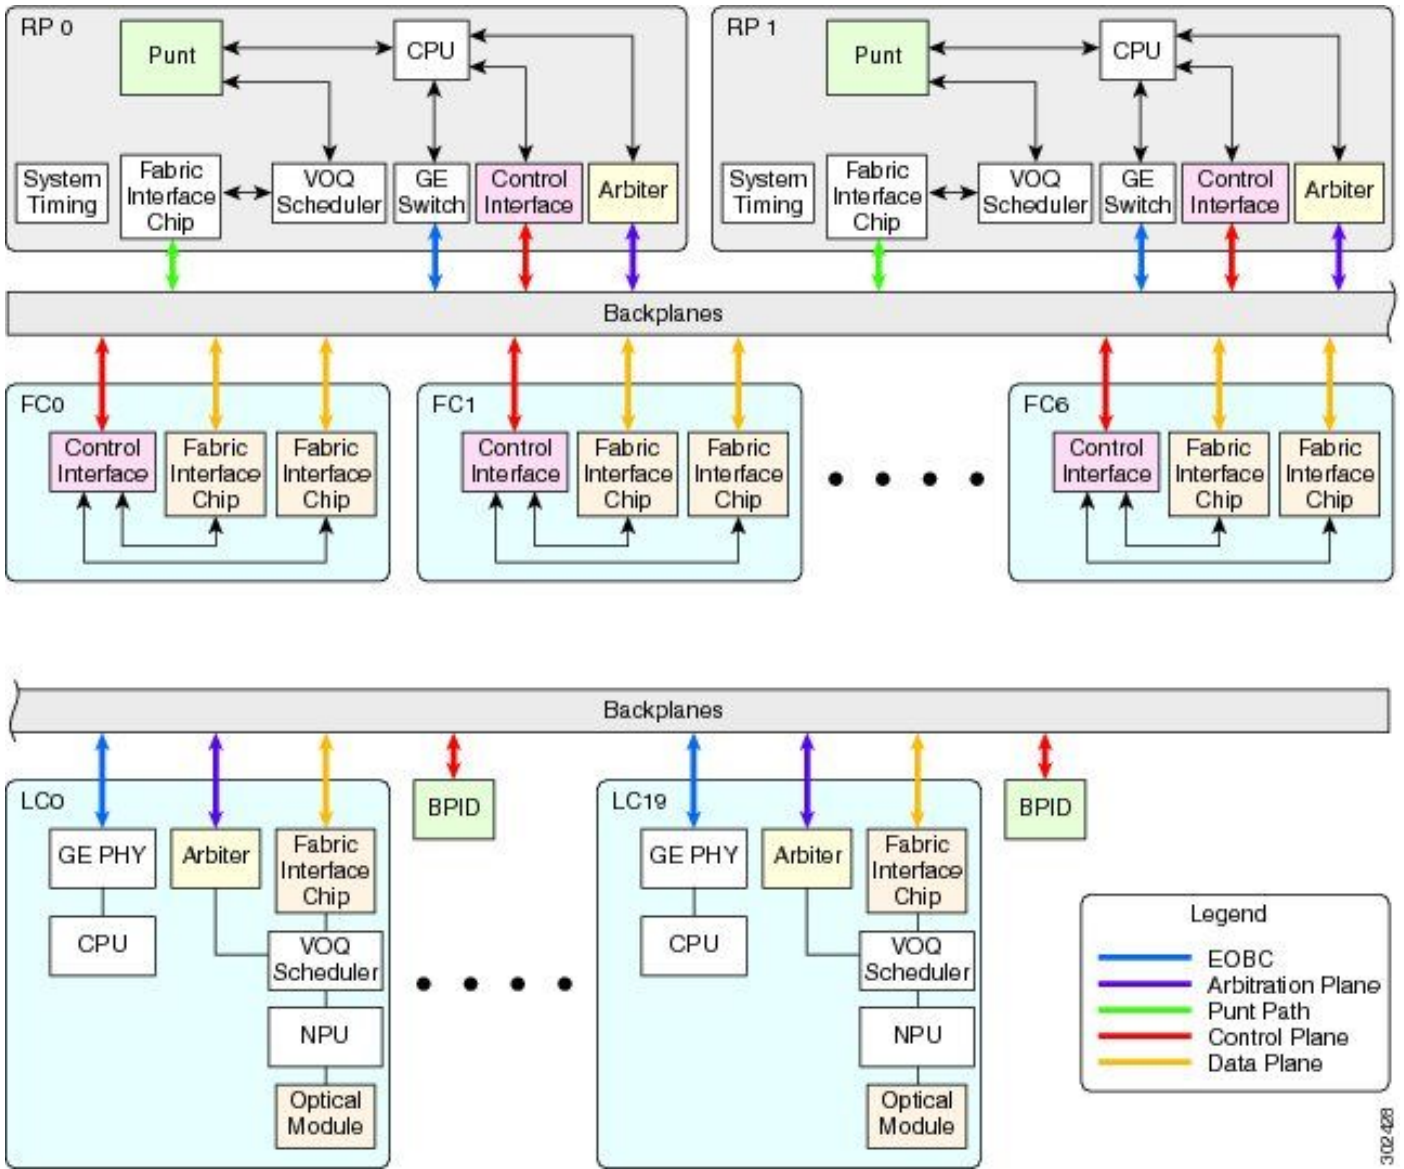 RP 0
Punt
CPU
System
Timing
Fabric
Interface
Chip
VOQ
Scheduler
GE
Switch
Control
Interface
Arbiter
RP 1
Punt
CPU
System
Timing
Fabric
Interface
Chip
VOQ
Scheduler
GE
Switch
Control
Interface
Arbiter
Backplanes
FC0
Control
Interface
Fabric
Interface
Chip
Fabric
Interface
Chip
FC1
Control
Interface
Fabric
Interface
Chip
Fabric
Interface
Chip
FC6
Control
Interface
Fabric
Interface
Chip
Fabric
Interface
Chip
Backplanes
LC0
GE PHY
CPU
Arbiter
Fabric
Interface
Chip
VOQ
Scheduler
NPU
Optical
Module
BPID
LC19
GE PHY
CPU
Arbiter
Fabric
Interface
Chip
VOQ
Scheduler
NPU
Optical
Module
BPID
Legend
EOBC
Arbitration Plane
Punt Path
Control Plane
Data Plane
302428